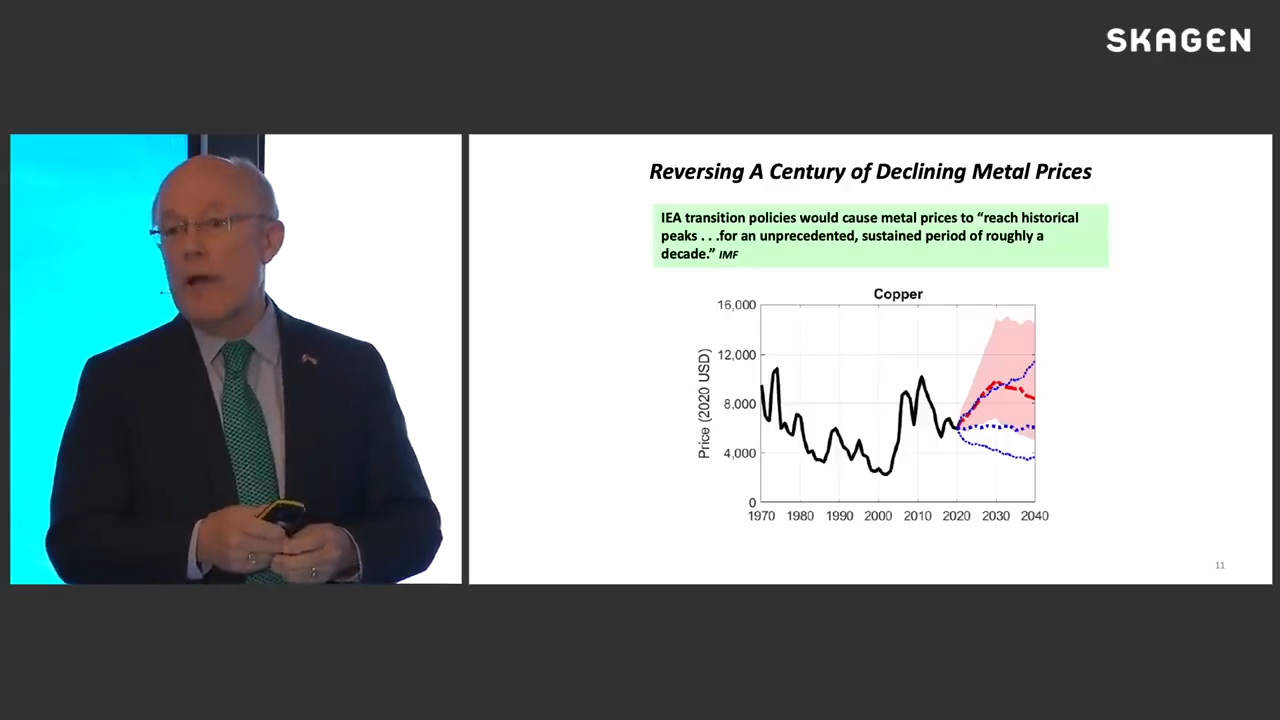 SKAGEN
Reversing A Century of Declining Metal Prices
IEA transition policies would cause metal prices to “reach historical
peaks . . .for an unprecedented, sustained period of roughly a
decade.” IMF
Copper
16,000
12,000
8,000
4,000
0
Price (2020 USD)
1970 1980 1990 2000 2010 2020 2030 2040
11